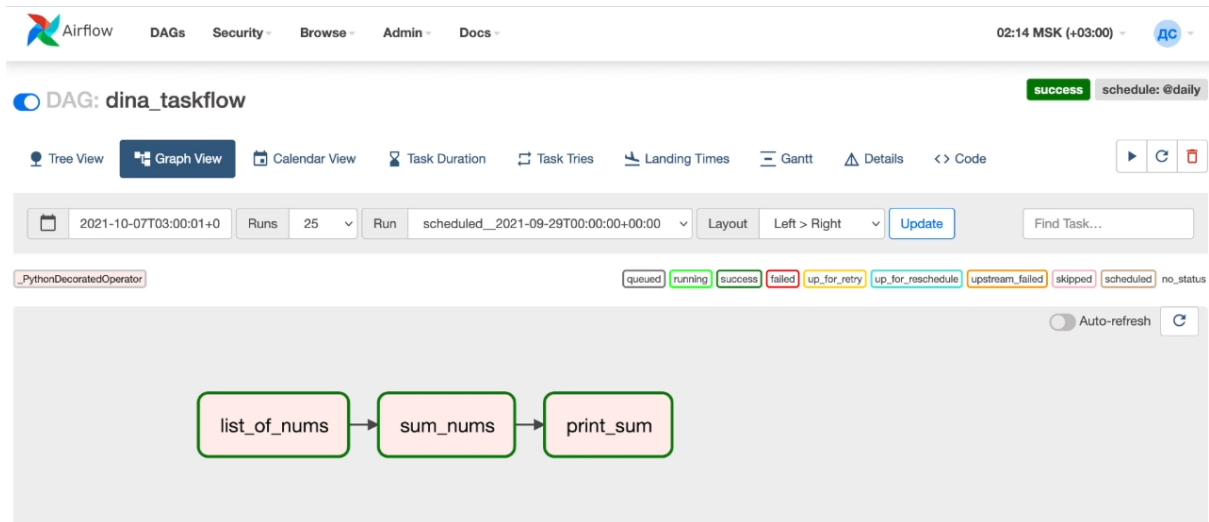 Airflow DAGs Security Browse Admin Docs 02:14 MSK (+03:00) ДС
DAG: dina_taskflow success schedule: @daily
Tree View Graph View Calendar View Task Duration Task Tries Landing Times Gantt Details <> Code
2021-10-07T03:00:01+0 Runs 25 Run scheduled__2021-09-29T00:00:00+00:00 Layout Left > Right Update Find Task...
_PythonDecoratedOperator queued running success failed up_for_retry up_for_reschedule upstream_failed skipped scheduled no_status
Auto-refresh
list_of_nums sum_nums print_sum